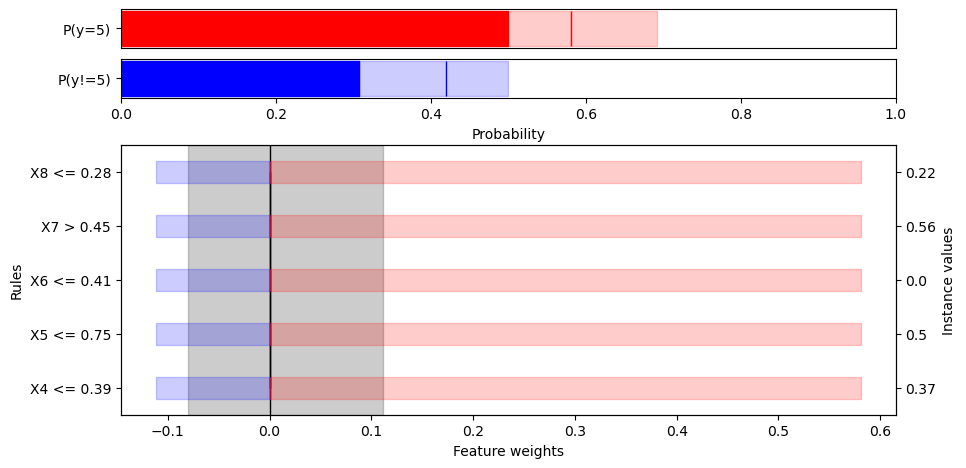 P(y=5)
P(y!=5)
0.0 0.2 0.4 0.6 0.8 1.0
Probability
X8 <= 0.28 0.22
X7 > 0.45 0.56
X6 <= 0.41 0.0
X5 <= 0.75 0.5
X4 <= 0.39 0.37
Rules
Instance values
−0.1 0.0 0.1 0.2 0.3 0.4 0.5 0.6
Feature weights